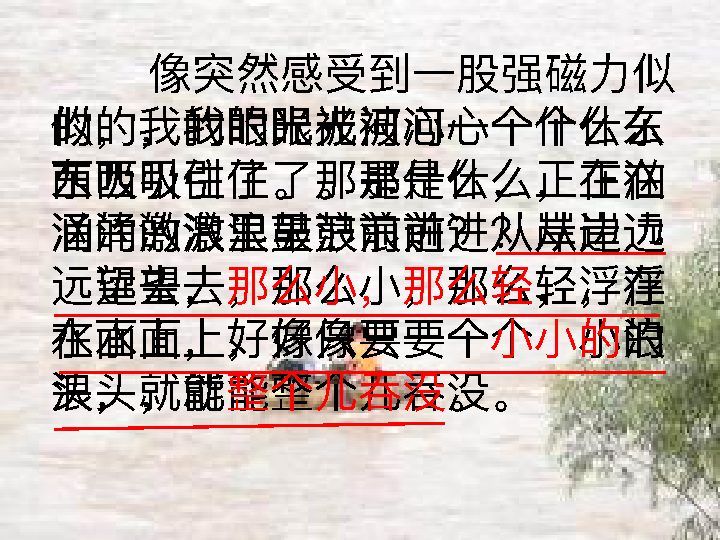 像突然感受到一股强磁力似
的，我的眼光被河心一个什么
东西吸引住了。那是什么，正在汹
涌的激浪里鼓浪前进？从岸边
远望去，那么小，那么轻，浮在
水面上，好像只要一个小小的浪
头，就能整个儿吞没。